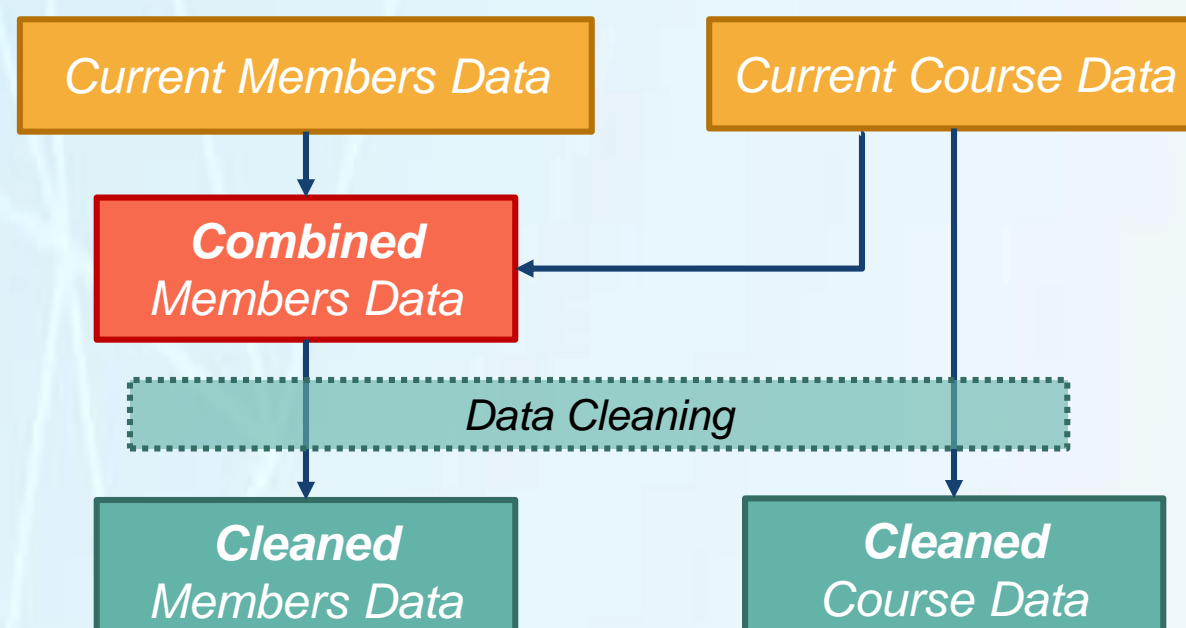 Current Members Data
Current Course Data
Combined
Members Data
Data Cleaning
Cleaned
Members Data
Cleaned
Course Data